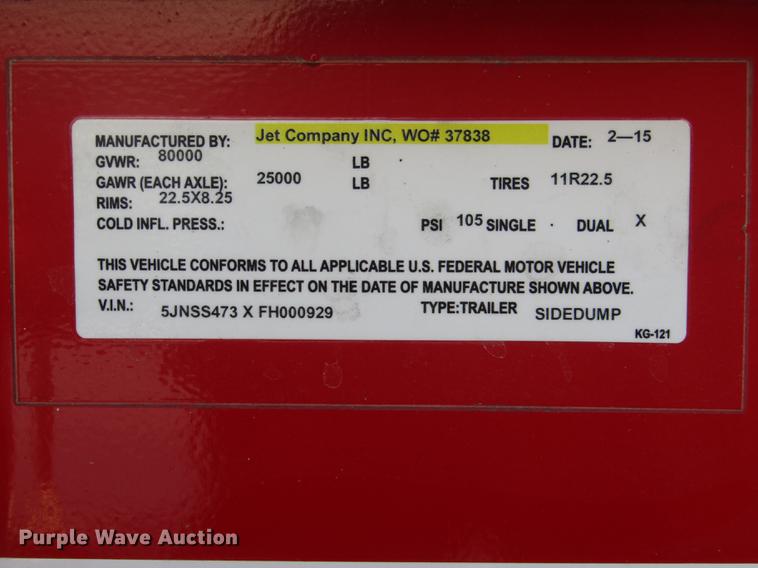 MANUFACTURED BY: Jet Company INC, WO# 37838 DATE: 2—15
GVWR: 80000 LB
GAWR (EACH AXLE): 25000 LB TIRES 11R22.5
RIMS: 22.5X8.25
COLD INFL. PRESS.: PSI 105 SINGLE DUAL X
THIS VEHICLE CONFORMS TO ALL APPLICABLE U.S. FEDERAL MOTOR VEHICLE
SAFETY STANDARDS IN EFFECT ON THE DATE OF MANUFACTURE SHOWN ABOVE.
V.I.N.: 5JNSS473 X FH000929 TYPE:TRAILER SIDEDUMP
KG-121
Purple Wave Auction